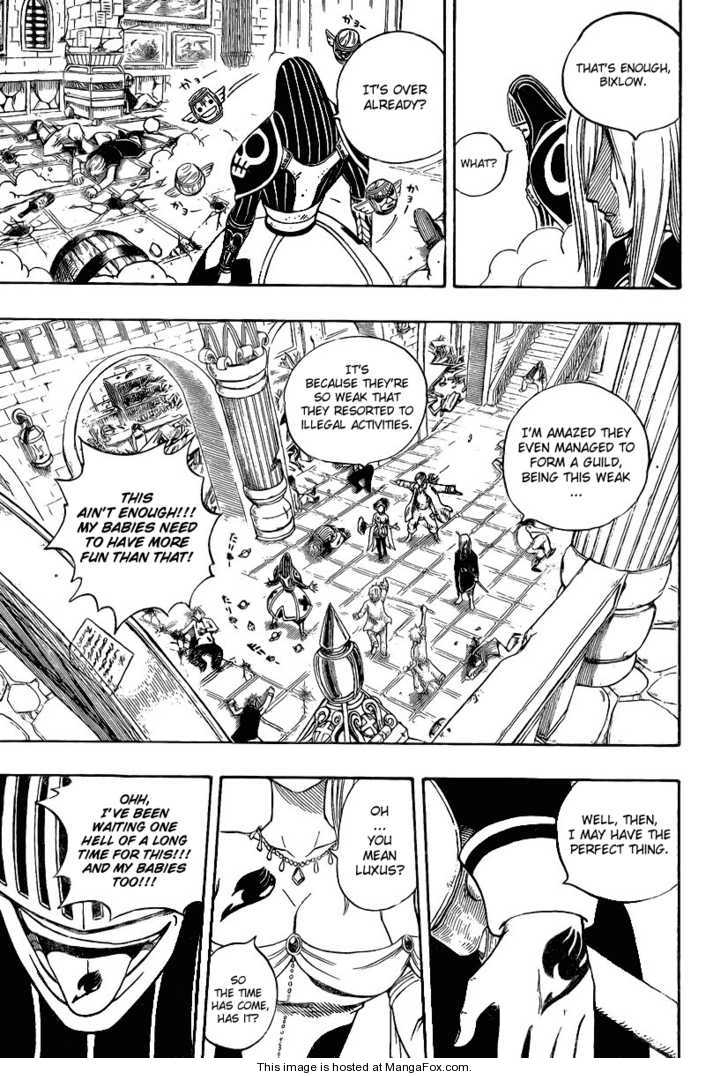 THAT'S ENOUGH,
BIXLOW.
WHAT?
IT'S OVER
ALREADY?
I'M AMAZED THEY
EVEN MANAGED TO
FORM A GUILD,
BEING THIS WEAK
...
IT'S
BECAUSE THEY'RE
SO WEAK THAT
THEY RESORTED TO
ILLEGAL ACTIVITIES.
THIS
AIN'T ENOUGH!!!
MY BABIES NEED
TO HAVE MORE
FUN THAN THAT!
WELL, THEN,
I MAY HAVE THE
PERFECT THING.
OH
...
YOU
MEAN
LUXUS?
SO
THE TIME
HAS COME,
HAS IT?
OHH,
I'VE BEEN
WAITING ONE
HELL OF A LONG
TIME FOR THIS!!!
AND MY BABIES
TOO!!!
This image is hosted at MangaFox.com.